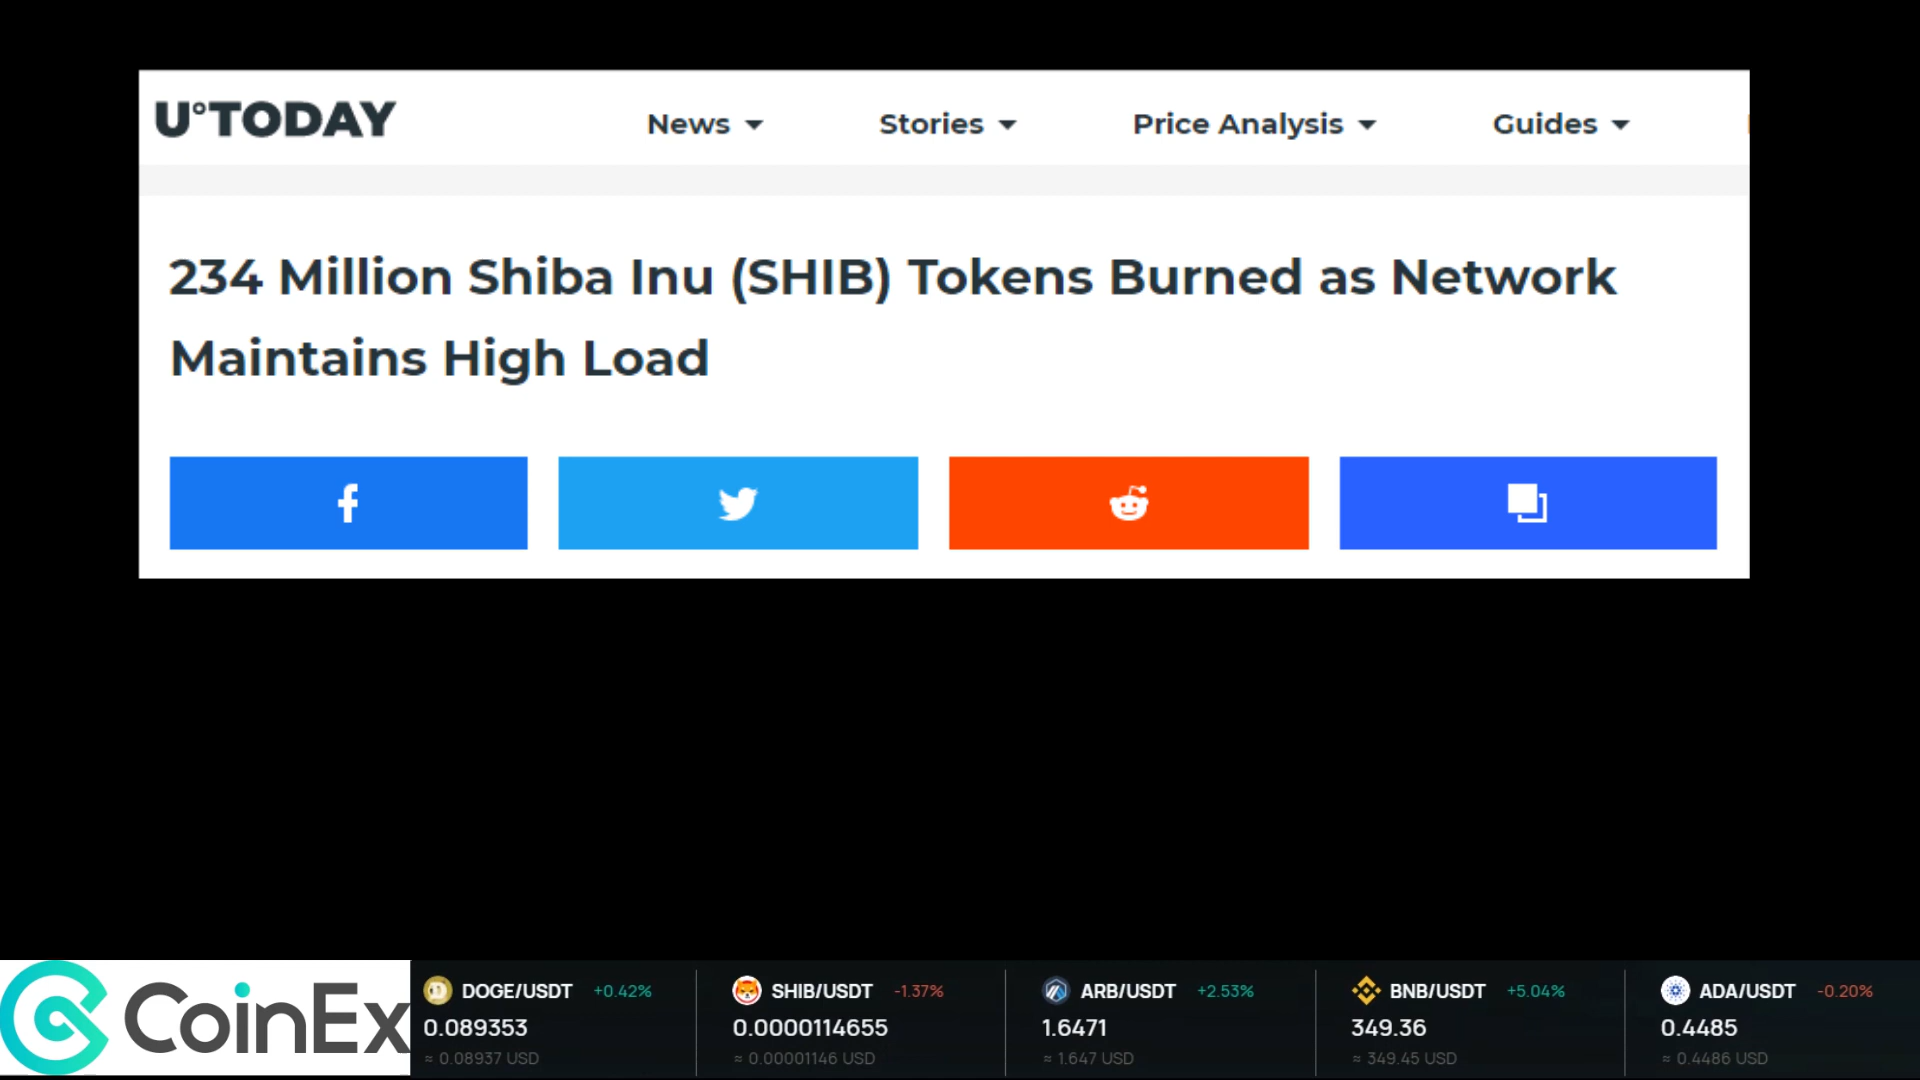 U°TODAY
News
Stories
Price Analysis
Guides
234 Million Shiba Inu (SHIB) Tokens Burned as Network
Maintains High Load
CoinEx
DOGE/USDT +0.42%
0.089353
≈ 0.08937 USD
SHIB/USDT -1.37%
0.0000114655
≈ 0.00001146 USD
ARB/USDT +2.53%
1.6471
≈ 1.647 USD
BNB/USDT +5.04%
349.36
≈ 349.45 USD
ADA/USDT -0.20%
0.4485
≈ 0.4486 USD